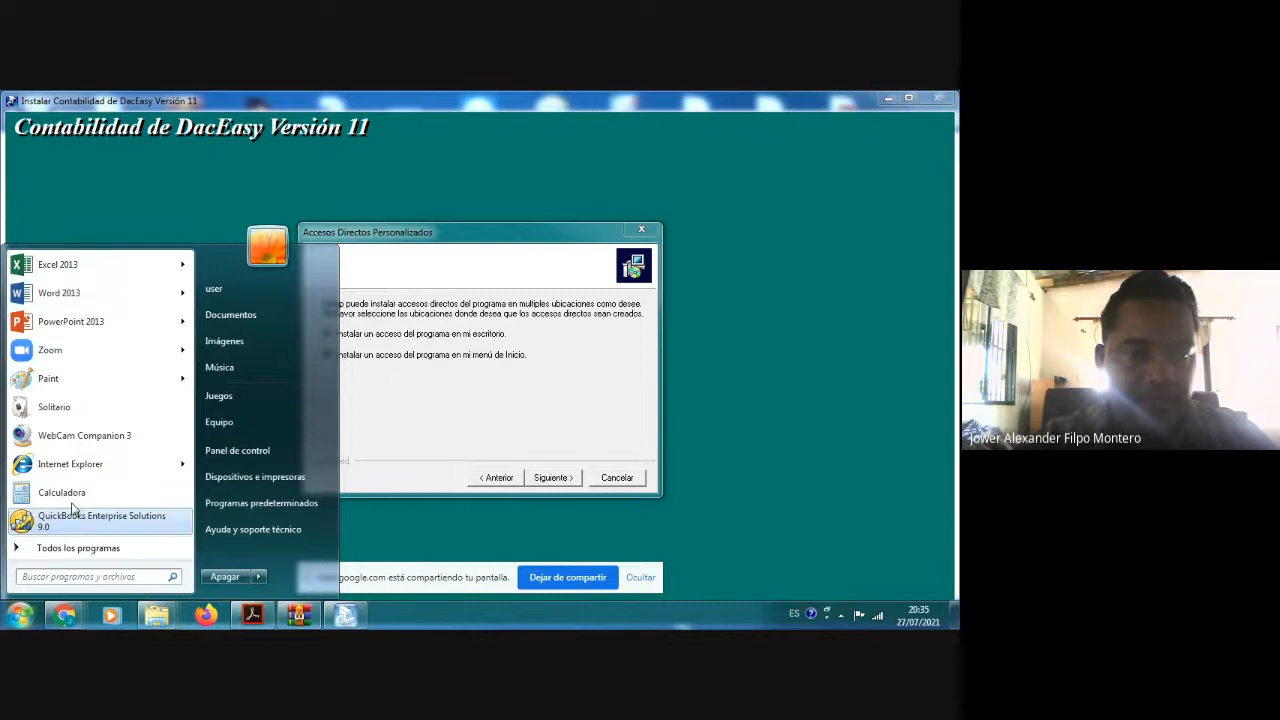 Instalar Contabilidad de DacEasy Versión 11
Contabilidad de DacEasy Versión 11
Accesos Directos Personalizados
puede instalar accesos directos del programa en multiples ubicaciones como desee.
favor seleccione las ubicaciones donde desea que los accesos directos sean creados.
nstalar un acceso del programa en mi escritorio.
nstalar un acceso del programa en mi menú de Inicio.
< Anterior
Siguiente >
Cancelar
Excel 2013
Word 2013
PowerPoint 2013
Zoom
Paint
Solitario
WebCam Companion 3
Internet Explorer
Calculadora
QuickBooks Enterprise Solutions
9.0
Todos los programas
Buscar programas y archivos
user
Documentos
Imágenes
Música
Juegos
Equipo
Panel de control
Dispositivos e impresoras
Programas predeterminados
Ayuda y soporte técnico
Apagar
google.com está compartiendo tu pantalla.
Dejar de compartir
Ocultar
ES
20:35
27/07/2021
Jower Alexander Filpo Montero